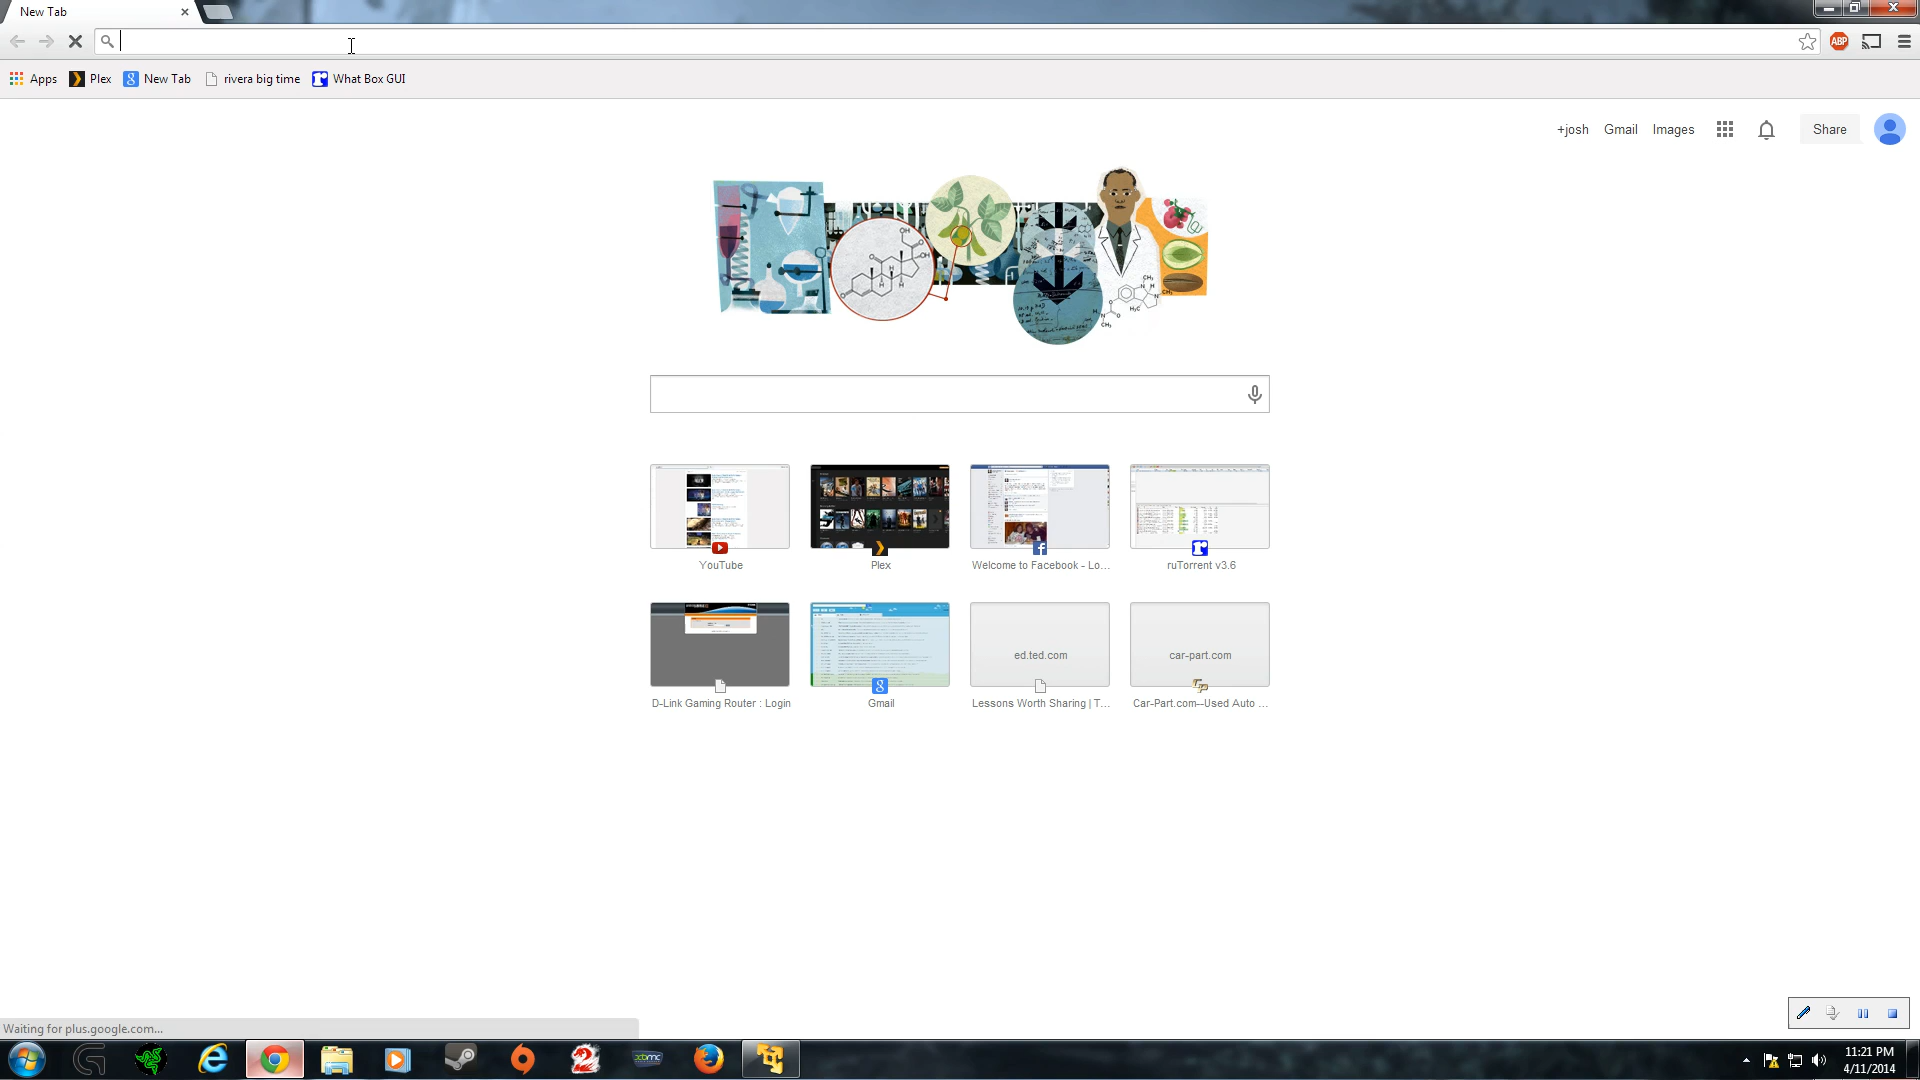 New Tab
ABP
Apps
Plex
New Tab
rivera big time
What Box GUI
+josh
Gmail
Images
Share
YouTube
Plex
Welcome to Facebook - Lo...
ruTorrent v3.6
ed.ted.com
car-part.com
D-Link Gaming Router : Login
Gmail
Lessons Worth Sharing | T...
Car-Part.com--Used Auto ...
Waiting for plus.google.com...
xbmc
11:21 PM
4/11/2014